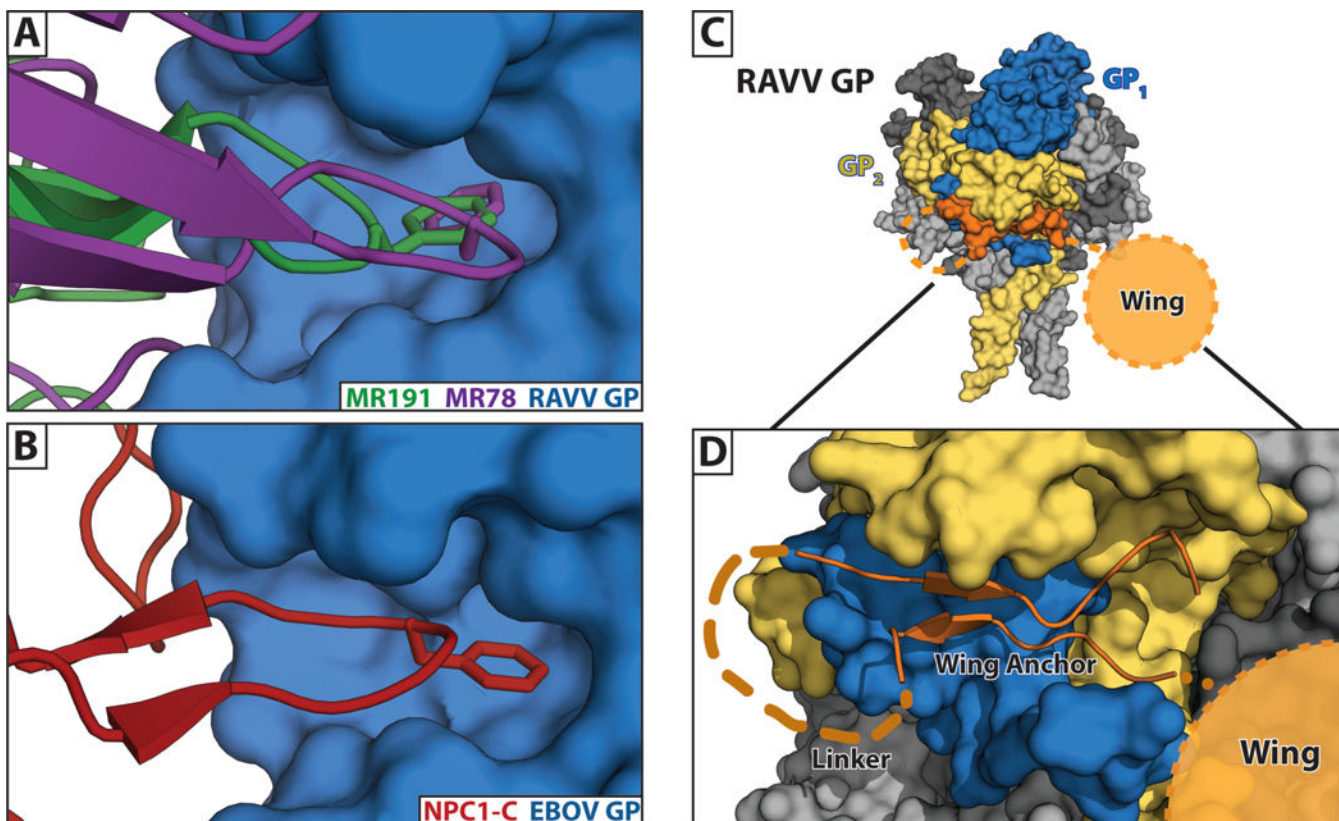 A
MR191 MR78 RAVV GP
B
NPC1-C EBOV GP
C
RAVV GP
GP1
GP2
Wing
D
Wing Anchor
Linker
Wing